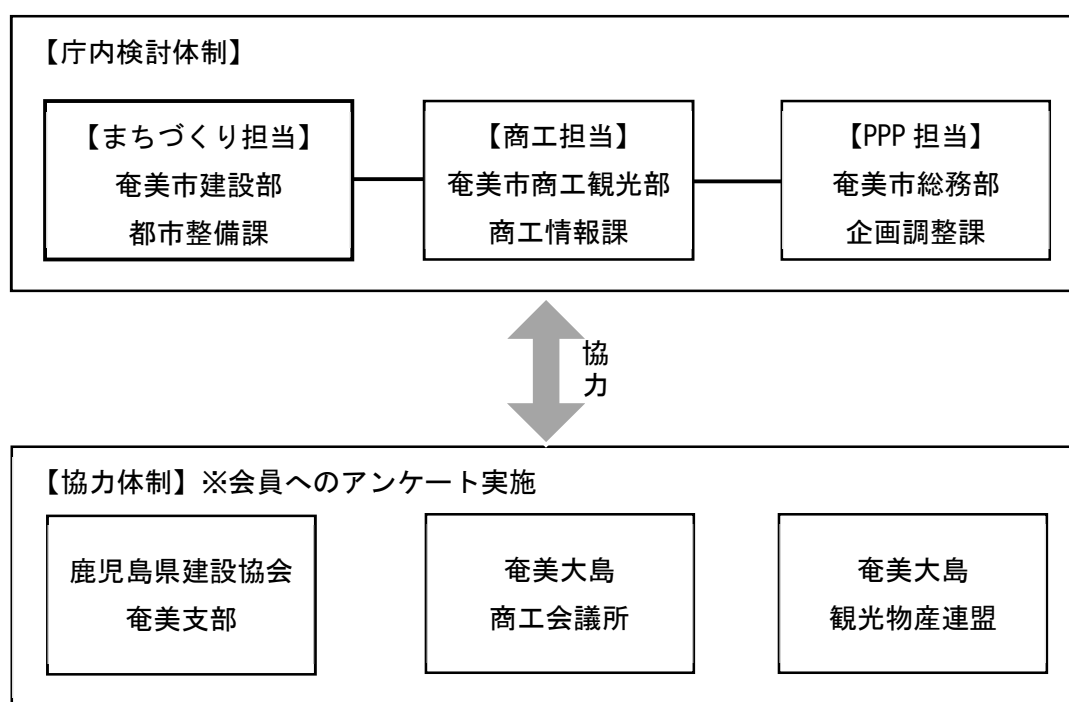 【庁内検討体制】
【まちづくり担当】
奄美市建設部
都市整備課
【商工担当】
奄美市商工観光部
商工情報課
【PPP 担当】
奄美市総務部
企画調整課
協
力
【協力体制】※会員へのアンケート実施
鹿児島県建設協会
奄美支部
奄美大島
商工会議所
奄美大島
観光物産連盟